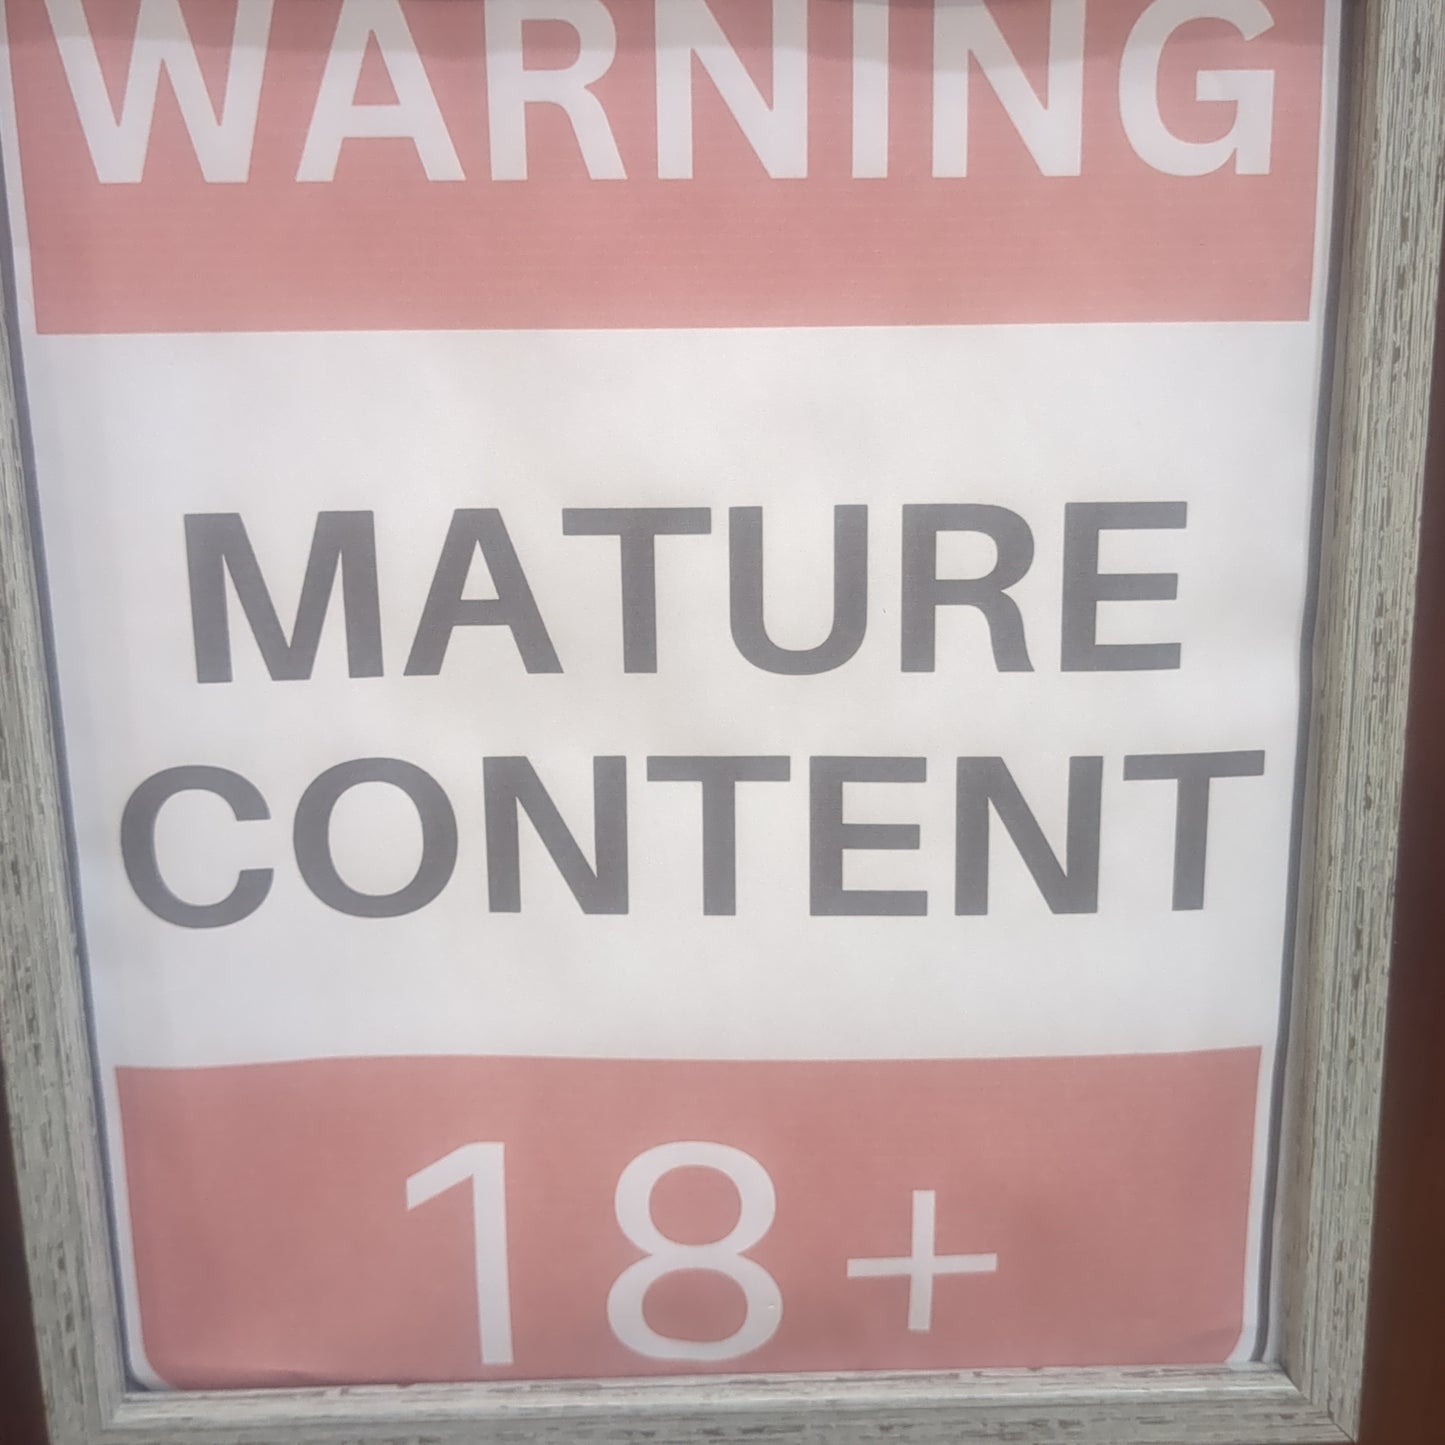 WARNING
MATURE
CONTENT
18+